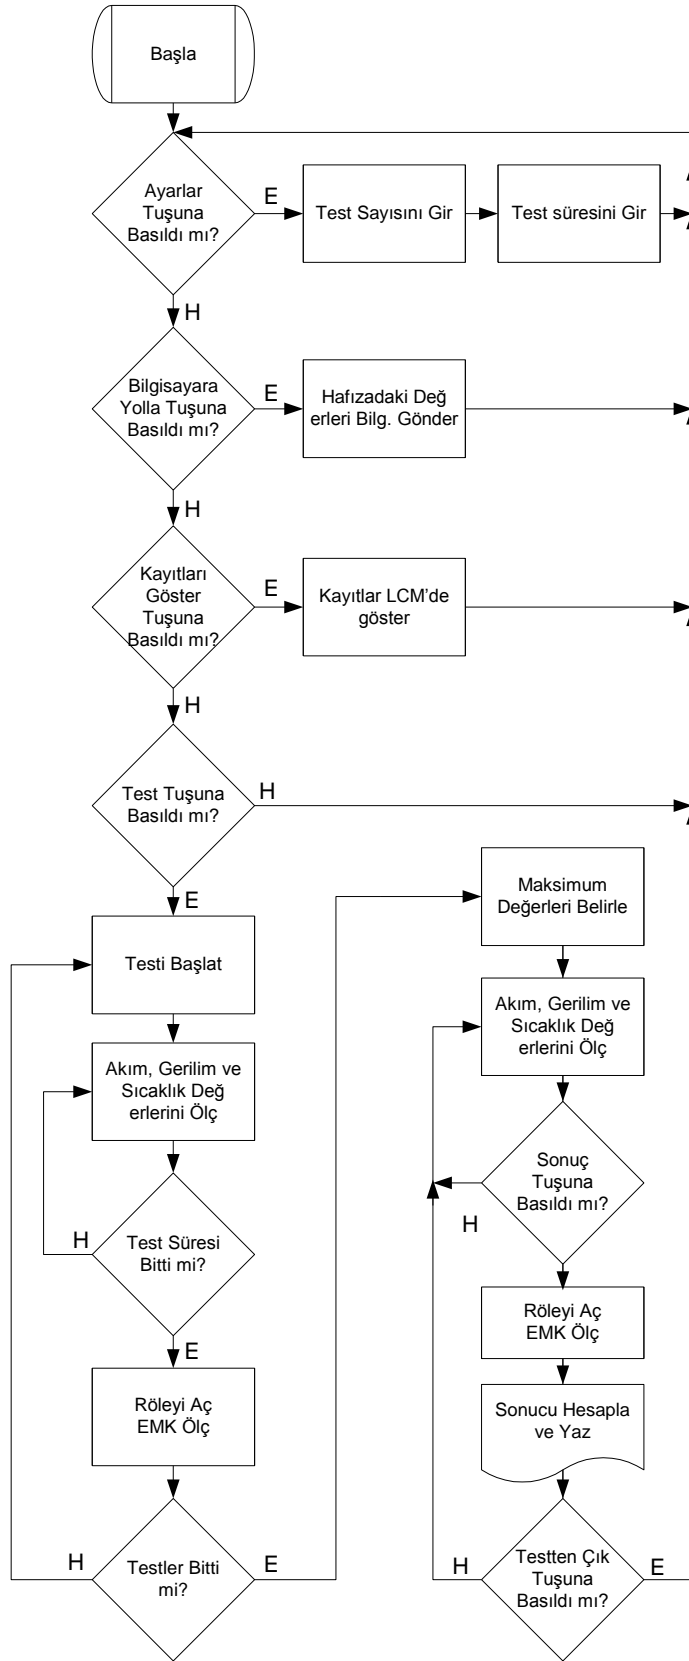 Başla
Ayarlar
Tuşuna
Basıldı mı?
E
Test Sayısını Gir
Test süresini Gir
H
Bilgisayara
Yolla Tuşuna
Basıldı mı?
E
Hafızadaki Değ
erleri Bilg. Gönder
H
Kayıtları
Göster
Tuşuna
Basıldı mı?
E
Kayıtlar LCM'de
göster
H
Test Tuşuna
Basıldı mı?
H
E
Testi Başlat
Akım, Gerilim ve
Sıcaklık Değ
erlerini Ölç
Test Süresi
Bitti mi?
H
E
Röleyi Aç
EMK Ölç
Testler Bitti
mi?
H
E
Maksimum
Değerleri Belirle
Akım, Gerilim ve
Sıcaklık Değ
erlerini Ölç
Sonuç
Tuşuna
Basıldı mı?
H
Röleyi Aç
EMK Ölç
Sonucu Hesapla
ve Yaz
Testten Çık
Tuşuna
Basıldı mı?
H
E